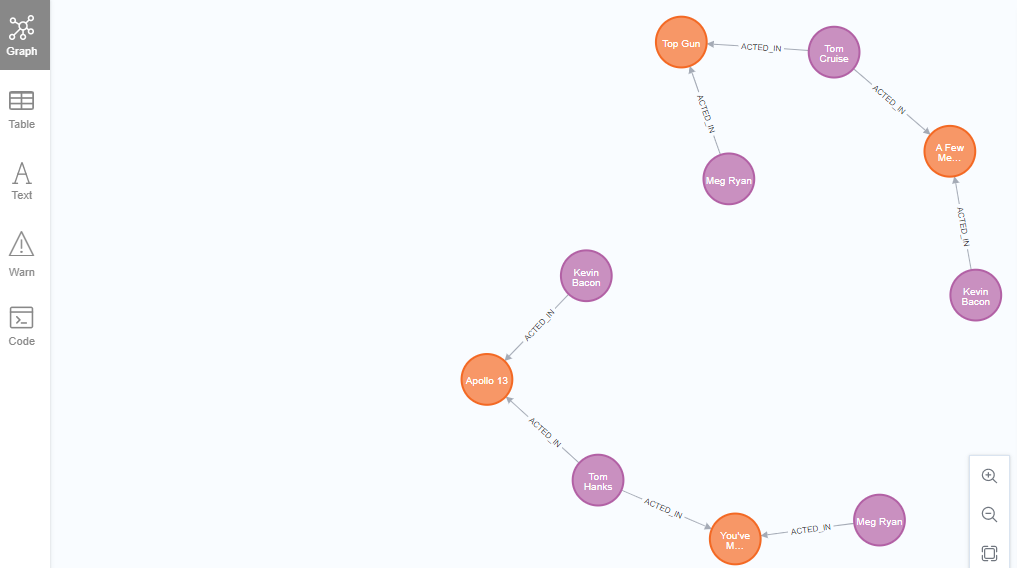 Graph
Table
Text
Warn
Code
Top Gun
ACTED_IN
Tom
Cruise
ACTED_IN
ACTED_IN
A Few
Me...
Meg Ryan
ACTED_IN
Kevin
Bacon
Kevin
Bacon
ACTED_IN
Apollo 13
ACTED_IN
Tom
Hanks
ACTED_IN
You've
M...
ACTED_IN
Meg Ryan